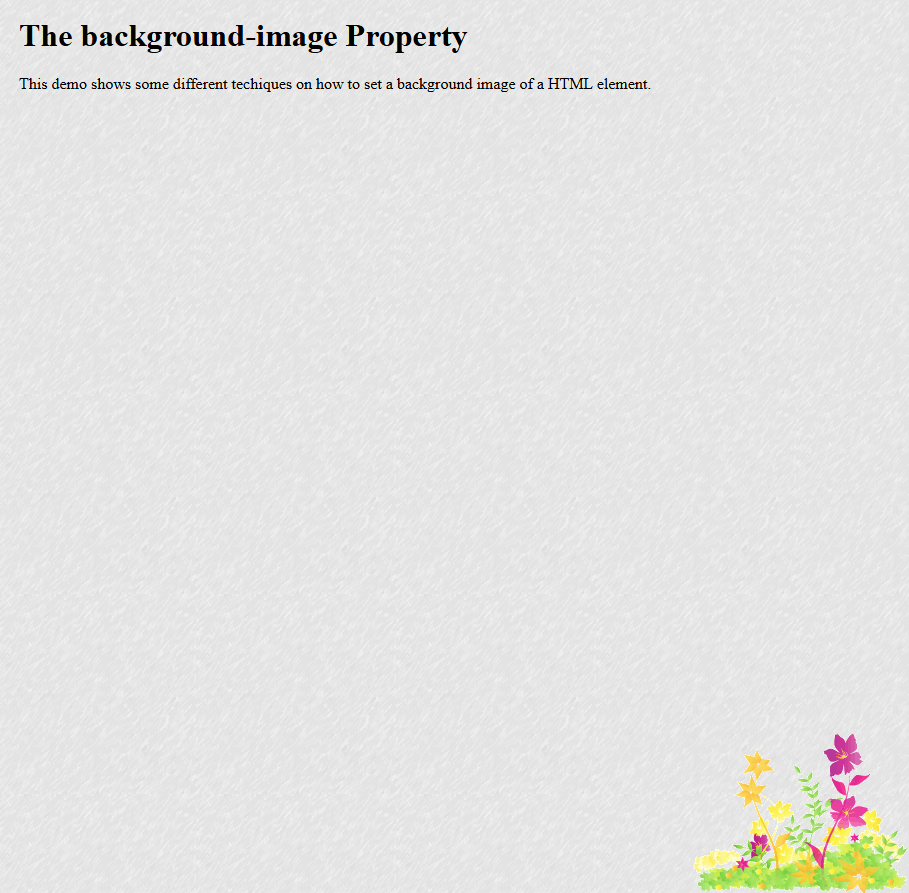 The background-image Property
This demo shows some different techiques on how to set a background image of a HTML element.